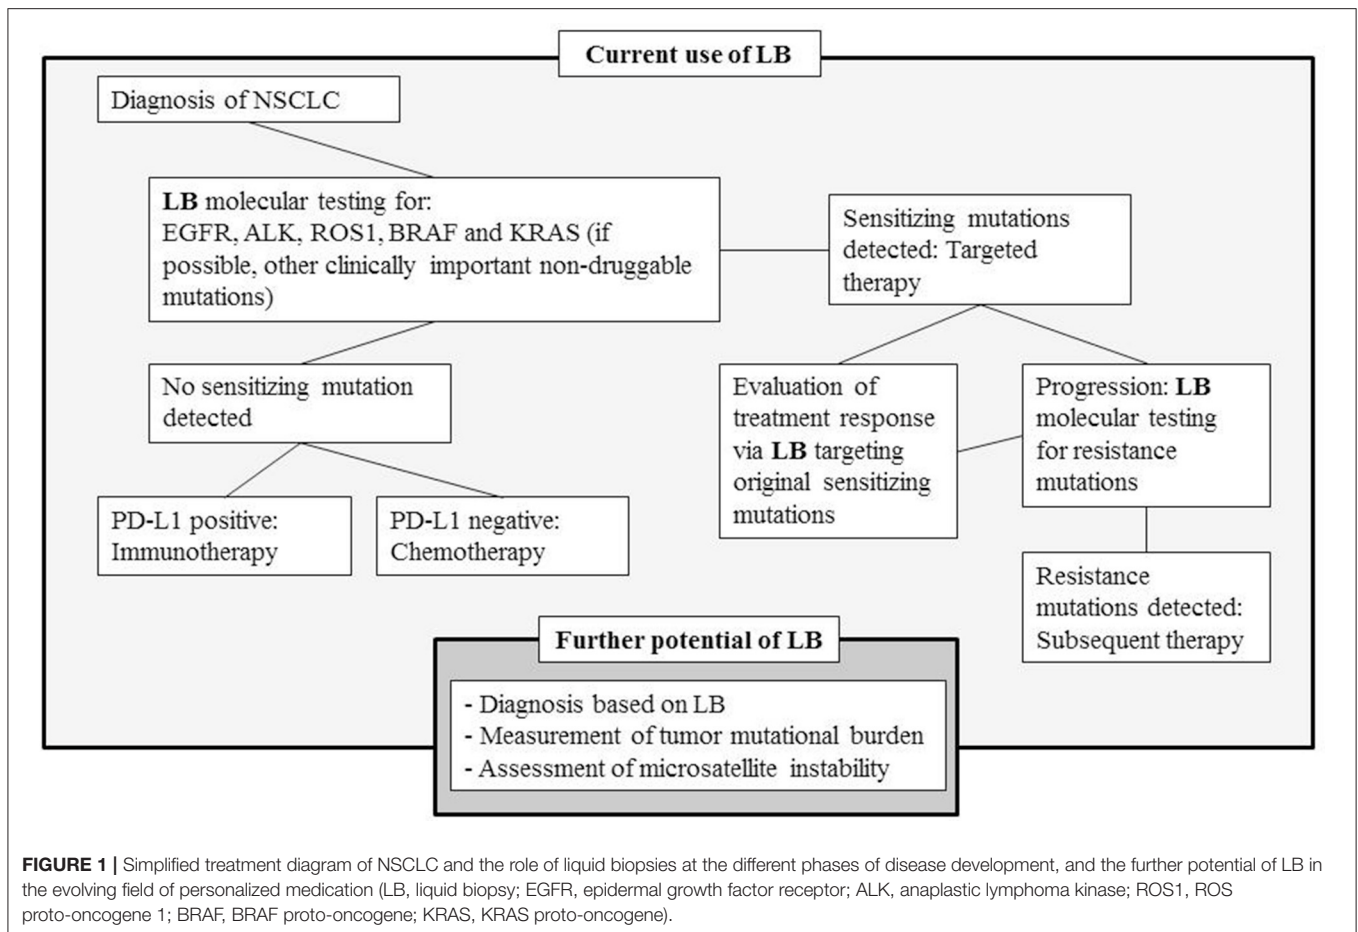 Current use of LB
Diagnosis of NSCLC
LB molecular testing for:
EGFR, ALK, ROS1, BRAF and KRAS (if
possible, other clinically important non-druggable
mutations)
Sensitizing mutations
detected: Targeted
therapy
No sensitizing mutation
detected
Evaluation of
treatment response
via LB targeting
original sensitizing
mutations
Progression: LB
molecular testing
for resistance
mutations
PD-L1 positive:
Immunotherapy
PD-L1 negative:
Chemotherapy
Resistance
mutations detected:
Subsequent therapy
Further potential of LB
- Diagnosis based on LB
- Measurement of tumor mutational burden
- Assessment of microsatellite instability
FIGURE 1 | Simplified treatment diagram of NSCLC and the role of liquid biopsies at the different phases of disease development, and the further potential of LB in
the evolving field of personalized medication (LB, liquid biopsy; EGFR, epidermal growth factor receptor; ALK, anaplastic lymphoma kinase; ROS1, ROS
proto-oncogene 1; BRAF, BRAF proto-oncogene; KRAS, KRAS proto-oncogene).